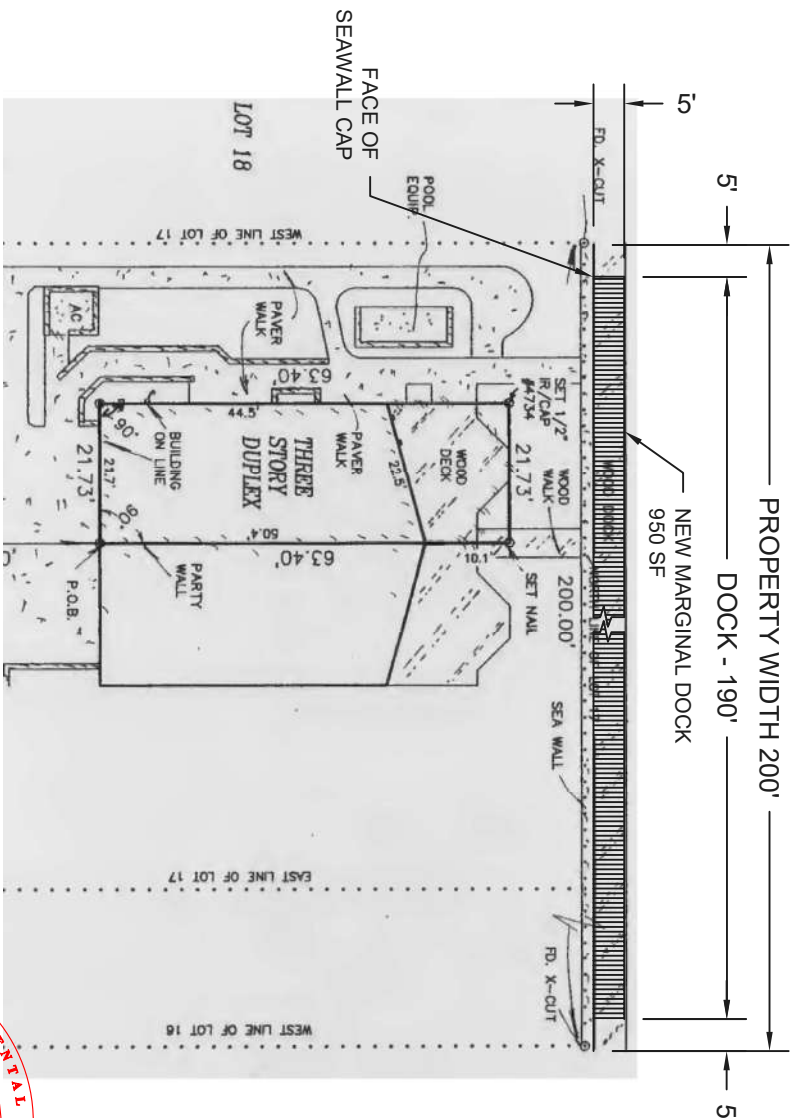 PROPERTY WIDTH 200'
DOCK - 190'
5'
5'
5
NEW MARGINAL DOCK
950 SF
FACE OF
SEAWALL CAP
FD. X-CUT
LOT 18
WEST LINE OF LOT 17
POOL
EQUIP.
AC
PAVER
WALK
63.40'
44.5'
PAVER
WALK
SET 1/2"
IR/CAP
#4734
21.73'
WOOD
WALK
WOOD DOCK
WOOD
DECK
22.5'
THREE
STORY
DUPLEX
50.4'
63.40'
10.1
SET NAIL
200.00'
BUILDING
ON LINE
90°
21.7'
21.73'
PARTY
WALL
P.O.B.
SEA WALL
EAST LINE OF LOT 17
FD. X-CUT
WEST LINE OF LOT 16
NTAL